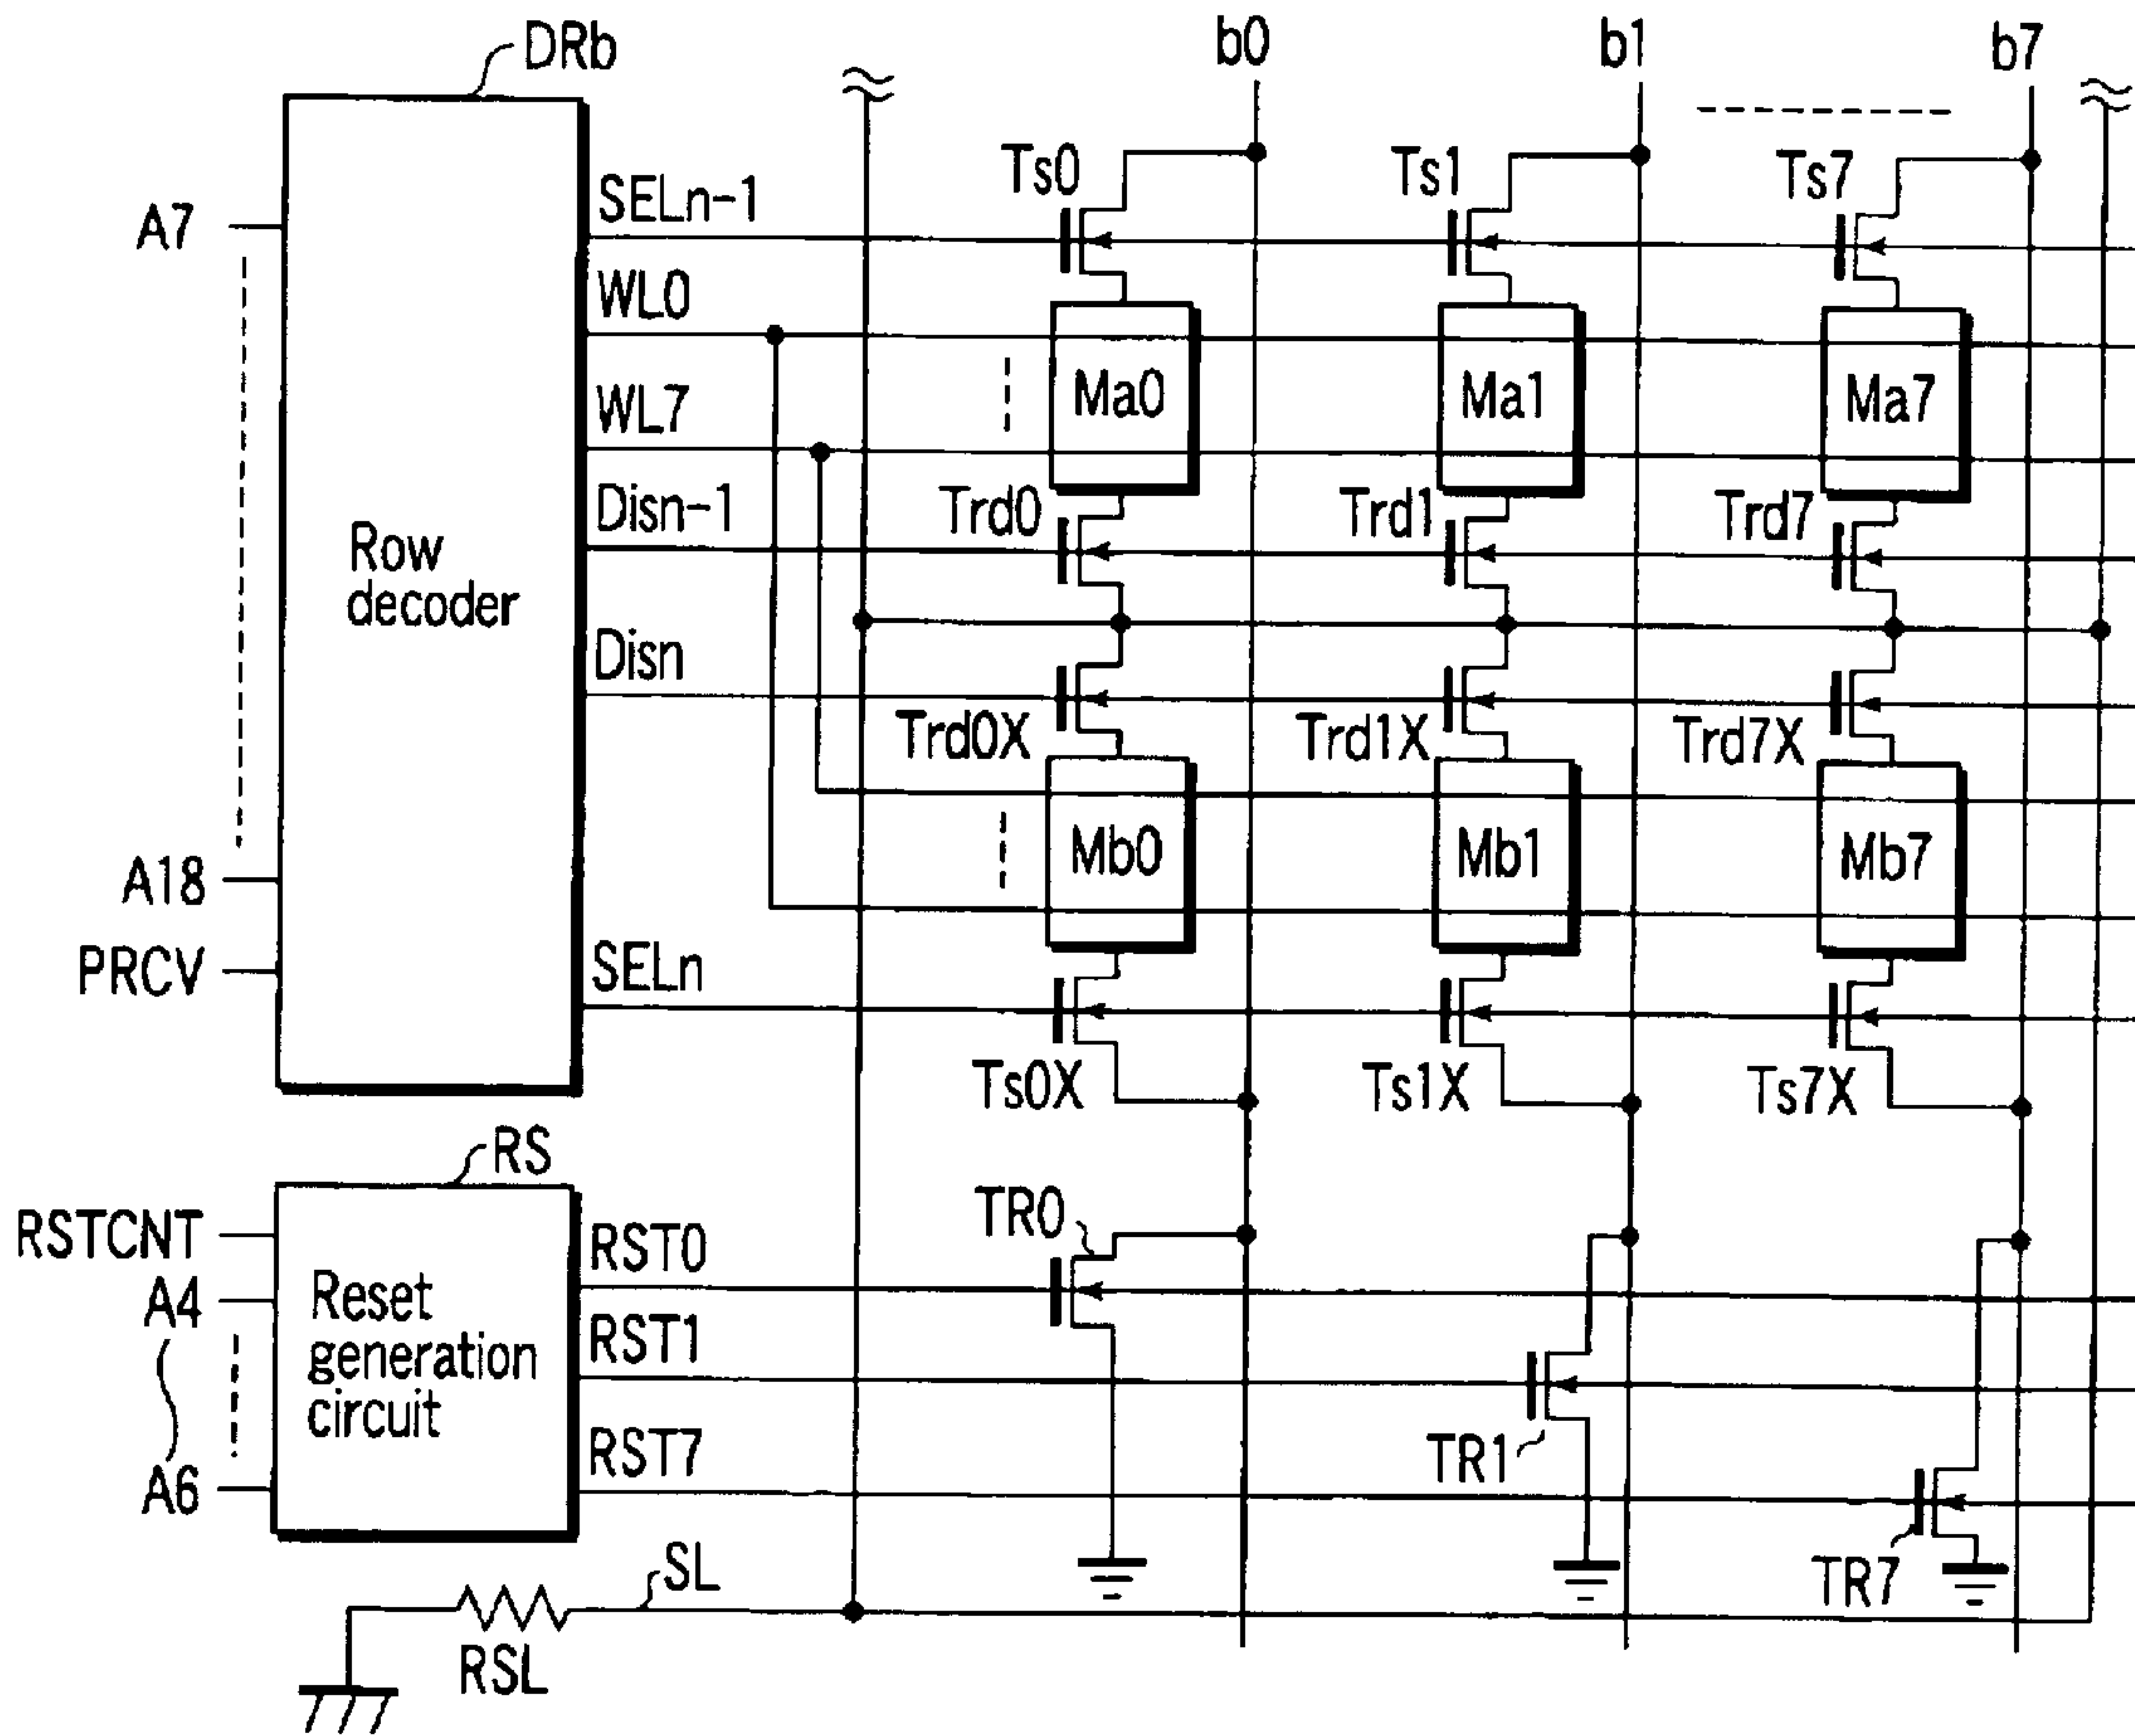 DRb
b0
b1
b7
A7
SELn-1
Ts0
Ts1
Ts7
WL0
Ma0
Ma1
Ma7
WL7
Disn-1
Trd0
Trd1
Trd7
Row
decoder
Disn
Trd0X
Trd1X
Trd7X
Mb0
Mb1
Mb7
A18
PRCV
SELn
Ts0X
Ts1X
Ts7X
RS
RSTCNT
A4
A6
Reset
generation
circuit
RST0
TR0
RST1
TR1
RST7
TR7
SL
RSL